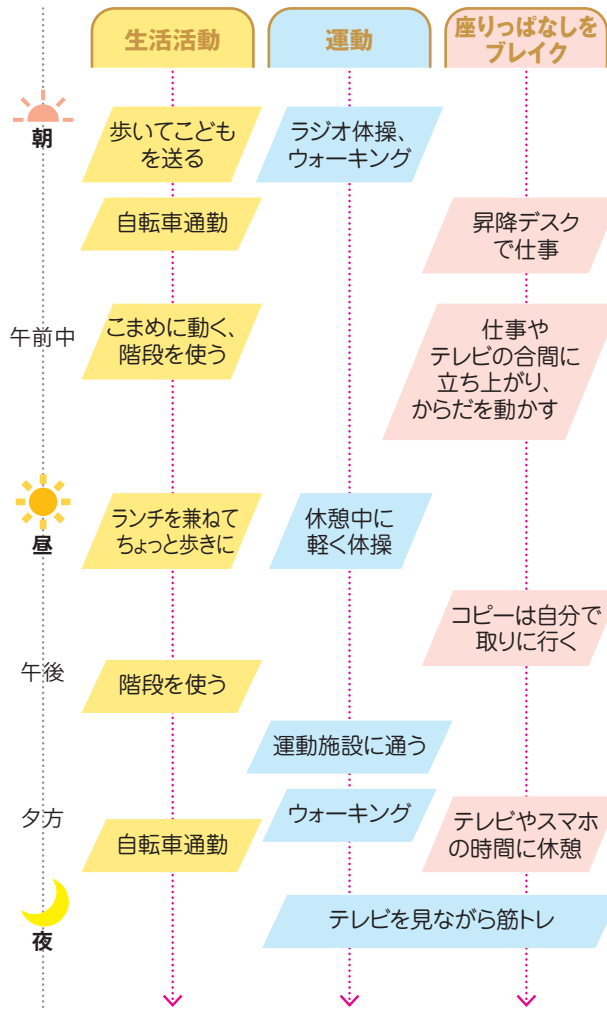 生活活動
運動
座りっぱなしを
ブレイク
朝
歩いてこども
を送る
ラジオ体操、
ウォーキング
自転車通勤
昇降デスク
で仕事
午前中
こまめに動く、
階段を使う
仕事や
テレビの合間に
立ち上がり、
からだを動かす
昼
ランチを兼ねて
ちょっと歩きに
休憩中に
軽く体操
コピーは自分で
取りに行く
午後
階段を使う
運動施設に通う
夕方
自転車通勤
ウォーキング
テレビやスマホ
の時間に休憩
夜
テレビを見ながら筋トレ